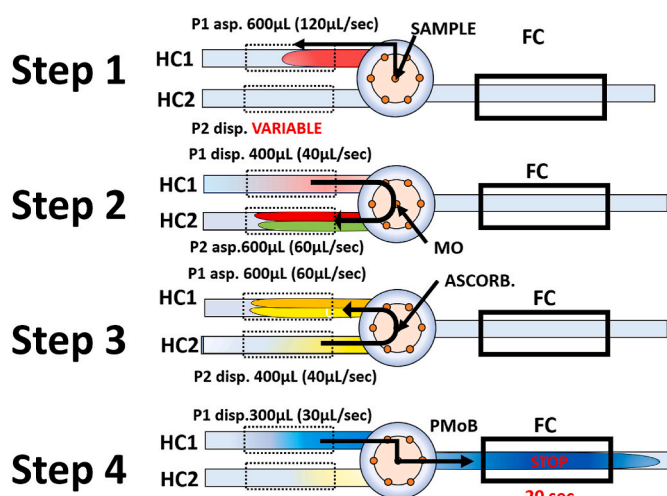 P1 asp. 600µL (120µL/sec)
SAMPLE
Step 1
HC1
FC
HC2
P2 disp. VARIABLE
P1 disp. 400µL (40µL/sec)
FC
HC1
Step 2
HC2
P2 asp.600µL (60µL/sec)
MO
P1 asp. 600µL (60µL/sec)
ASCORB.
HC1
FC
Step 3
HC2
P2 disp. 400µL (40µL/sec)
P1 disp.300µL (30µL/sec)
PMoB
FC
HC1
STOP
Step 4
HC2
20 sec